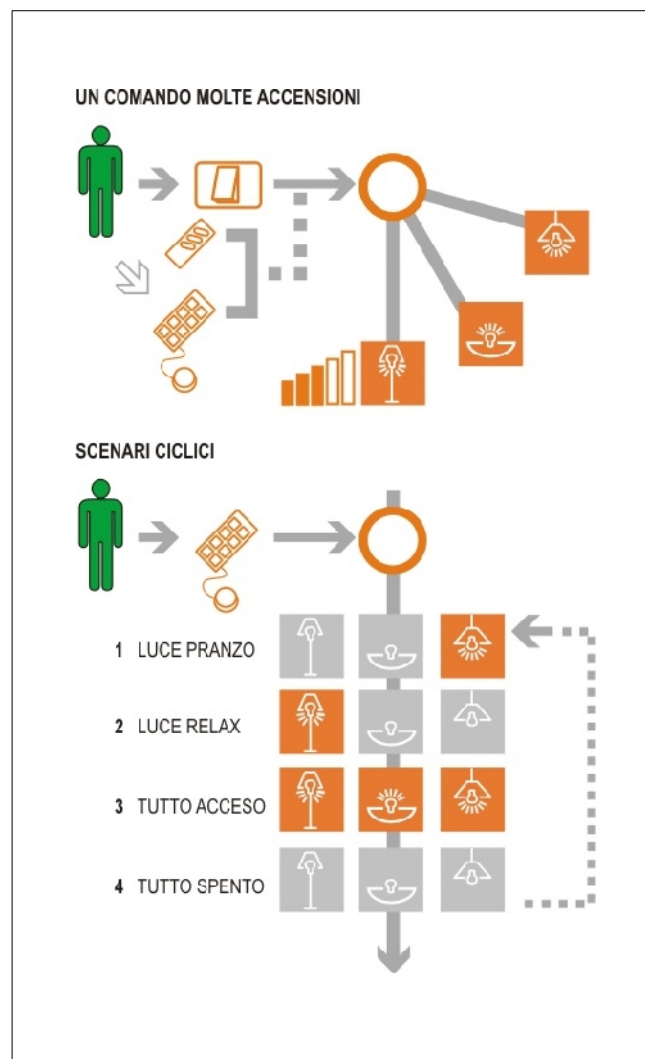 UN COMANDO MOLTE ACCENSIONI
SCENARI CICLICI
1 LUCE PRANZO
2 LUCE RELAX
3 TUTTO ACCESO
4 TUTTO SPENTO